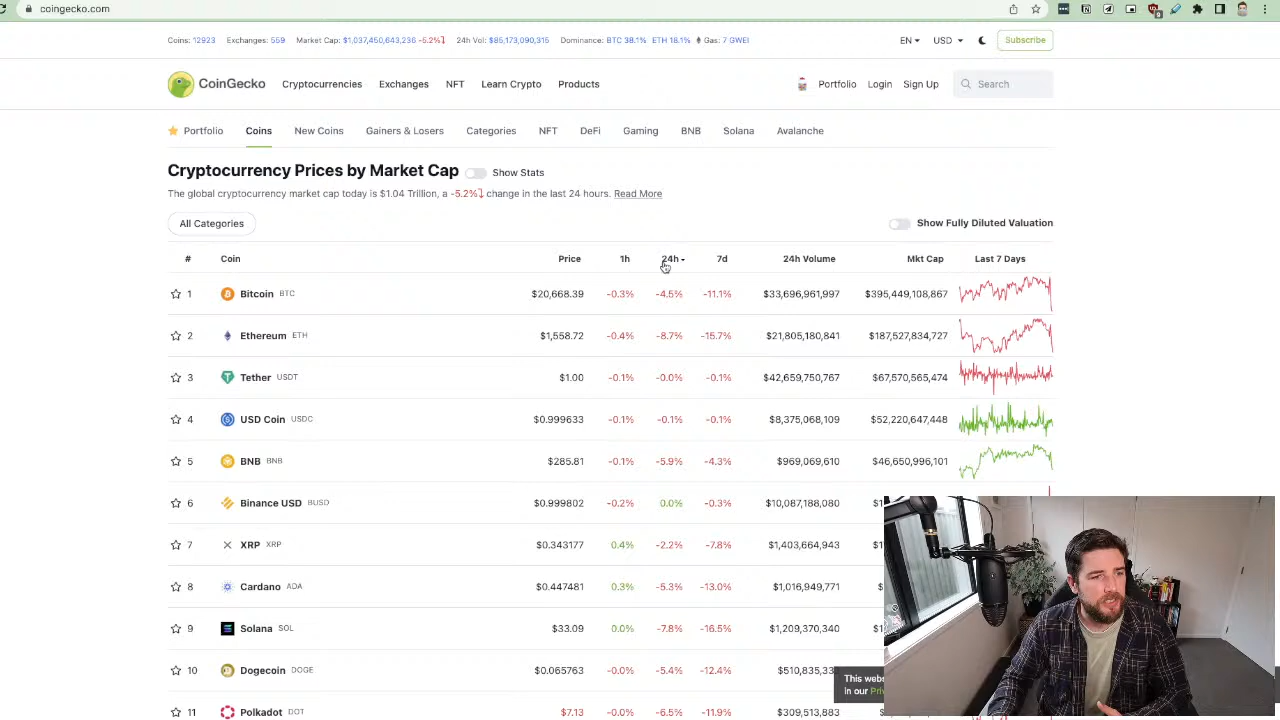 coingecko.com
Coins: 12923 Exchanges: 559 Market Cap: $1,037,450,643,236 -5.2% 24h Vol: $85,173,090,315 Dominance: BTC 38.1% ETH 18.1% Gas: 7 GWEI EN USD Subscribe
CoinGecko Cryptocurrencies Exchanges NFT Learn Crypto Products Portfolio Login Sign Up Search
Portfolio Coins New Coins Gainers & Losers Categories NFT DeFi Gaming BNB Solana Avalanche
Cryptocurrency Prices by Market Cap Show Stats
The global cryptocurrency market cap today is $1.04 Trillion, a -5.2% change in the last 24 hours. Read More
All Categories Show Fully Diluted Valuation
# Coin Price 1h 24h 7d 24h Volume Mkt Cap Last 7 Days
1 Bitcoin BTC $20,668.39 -0.3% -4.5% -11.1% $33,696,961,997 $395,449,108,867
2 Ethereum ETH $1,558.72 -0.4% -8.7% -15.7% $21,805,180,841 $187,527,834,727
3 Tether USDT $1.00 -0.1% -0.0% -0.1% $42,659,750,767 $67,570,565,474
4 USD Coin USDC $0.999633 -0.1% -0.1% -0.1% $8,375,068,109 $52,220,647,448
5 BNB BNB $285.81 -0.1% -5.9% -4.3% $969,069,610 $46,650,996,101
6 Binance USD BUSD $0.999802 -0.2% 0.0% -0.3% $10,087,188,080 $1
7 XRP XRP $0.343177 0.4% -2.2% -7.8% $1,403,664,943 $1
8 Cardano ADA $0.447481 0.3% -5.3% -13.0% $1,016,949,771 $1
9 Solana SOL $33.09 0.0% -7.8% -16.5% $1,209,370,340 $1
10 Dogecoin DOGE $0.065763 -0.0% -5.4% -12.4% $510,835,33
This webs
in our Pri
11 Polkadot DOT $7.13 -0.0% -6.5% -11.9% $309,513,883